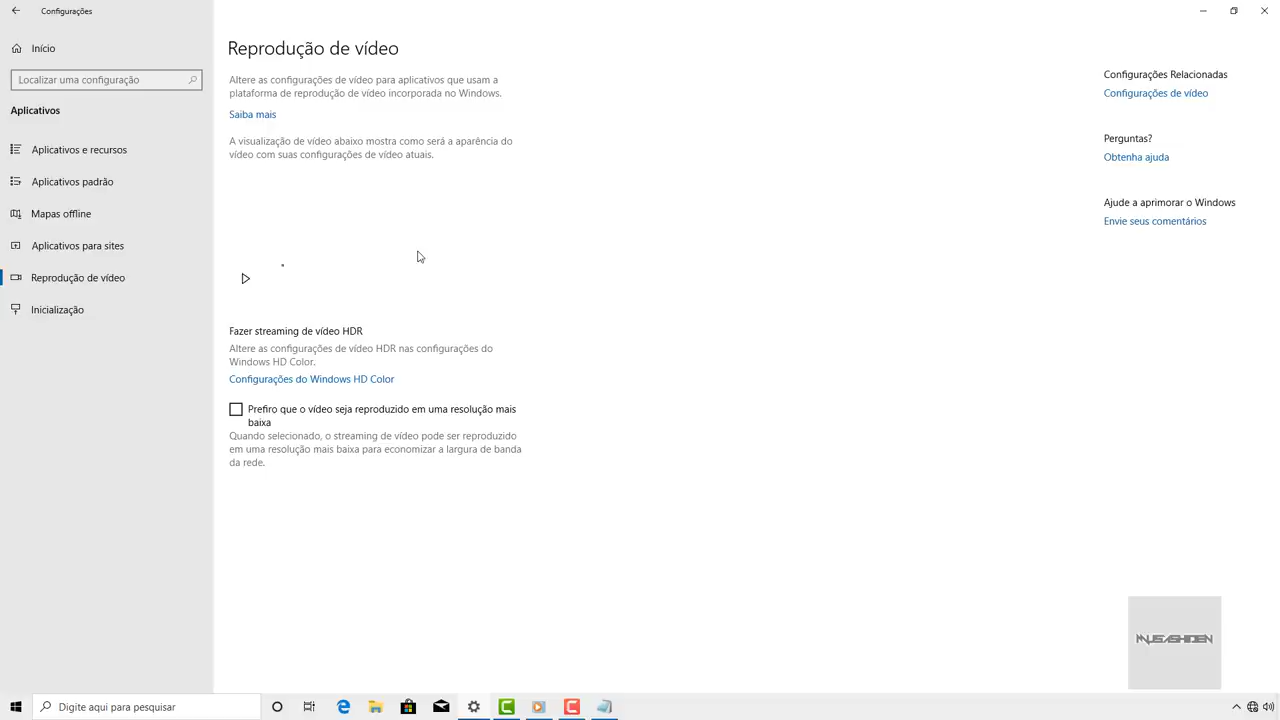 Configurações
Início
Localizar uma configuração
Aplicativos
Aplicativos e recursos
Aplicativos padrão
Mapas offline
Aplicativos para sites
Reprodução de vídeo
Inicialização
Reprodução de vídeo
Altere as configurações de vídeo para aplicativos que usam a
plataforma de reprodução de vídeo incorporada no Windows.
Saiba mais
A visualização de vídeo abaixo mostra como será a aparência do
vídeo com suas configurações de vídeo atuais.
Fazer streaming de vídeo HDR
Altere as configurações de vídeo HDR nas configurações do
Windows HD Color.
Configurações do Windows HD Color
Prefiro que o vídeo seja reproduzido em uma resolução mais
baixa
Quando selecionado, o streaming de vídeo pode ser reproduzido
em uma resolução mais baixa para economizar a largura de banda
da rede.
Configurações Relacionadas
Configurações de vídeo
Perguntas?
Obtenha ajuda
Ajude a aprimorar o Windows
Envie seus comentários
Digite aqui para pesquisar